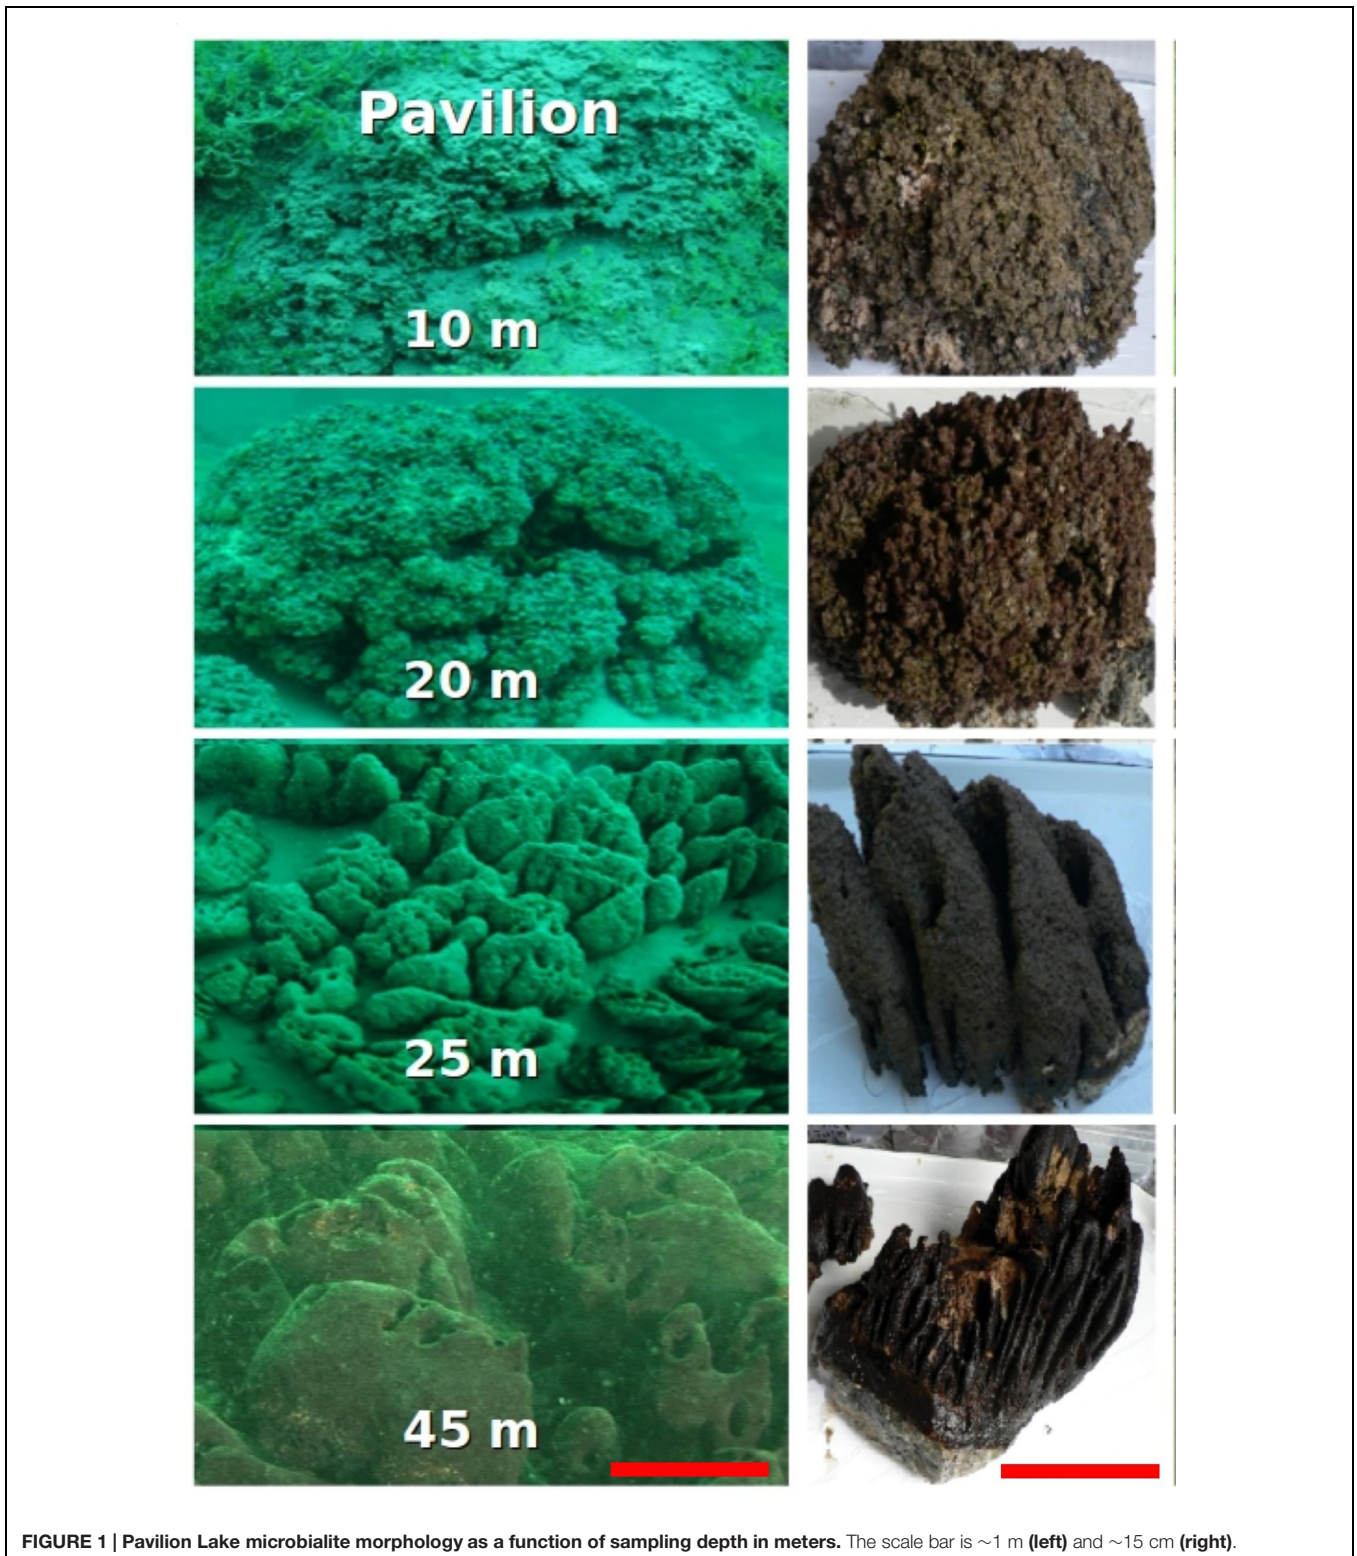 Pavilion
10 m
20 m
25 m
45 m
FIGURE 1 | Pavilion Lake microbialite morphology as a function of sampling depth in meters. The scale bar is ∼1 m (left) and ∼15 cm (right).